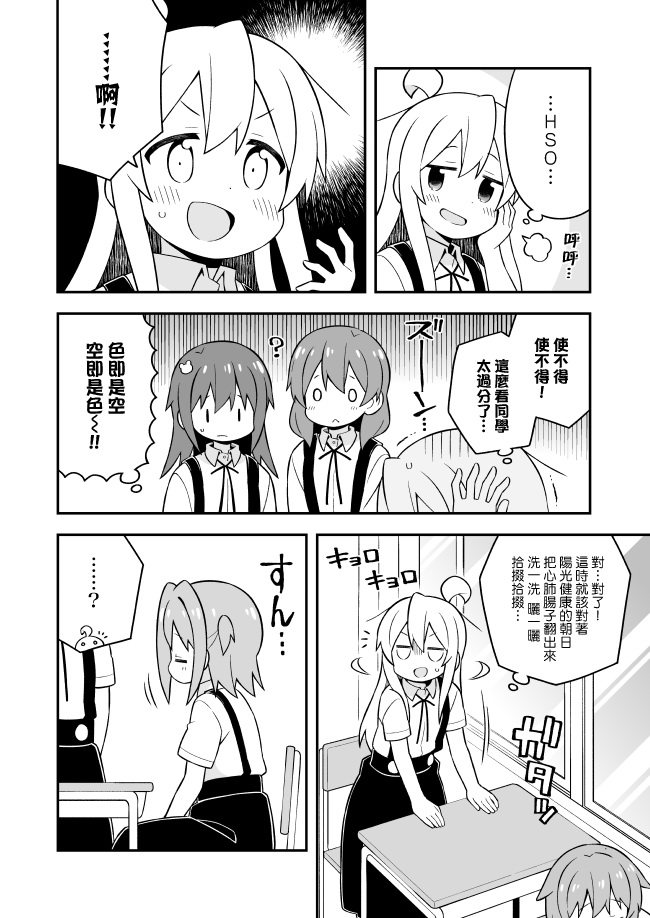 …HSO…
呼呼…
……啊!!
使不得
使不得！
這麼看同學
太過分了…
ズーーン…
？
色即是空
空即是色～!!
對…對了！
這時就該對著
陽光健康的朝日
把心肺腸子翻出來
洗一洗 曬一曬
拾掇拾掇…
キョロ
キョロ
ガタッ
すん…
……？